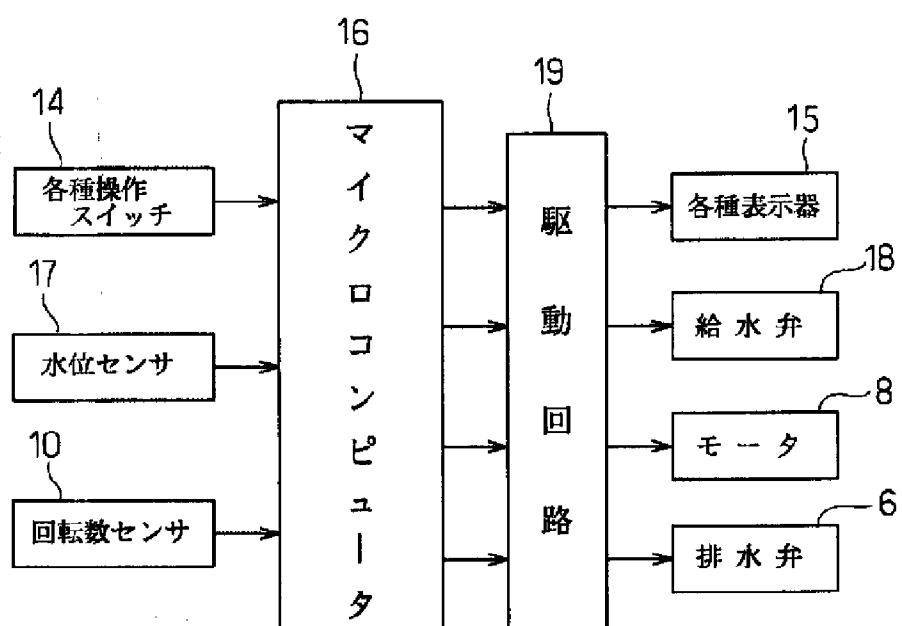 16
マイクロコンピュータ
19
駆動回路
14
各種操作
スイッチ
17
水位センサ
10
回転数センサ
15
各種表示器
18
給水弁
8
モータ
6
排水弁